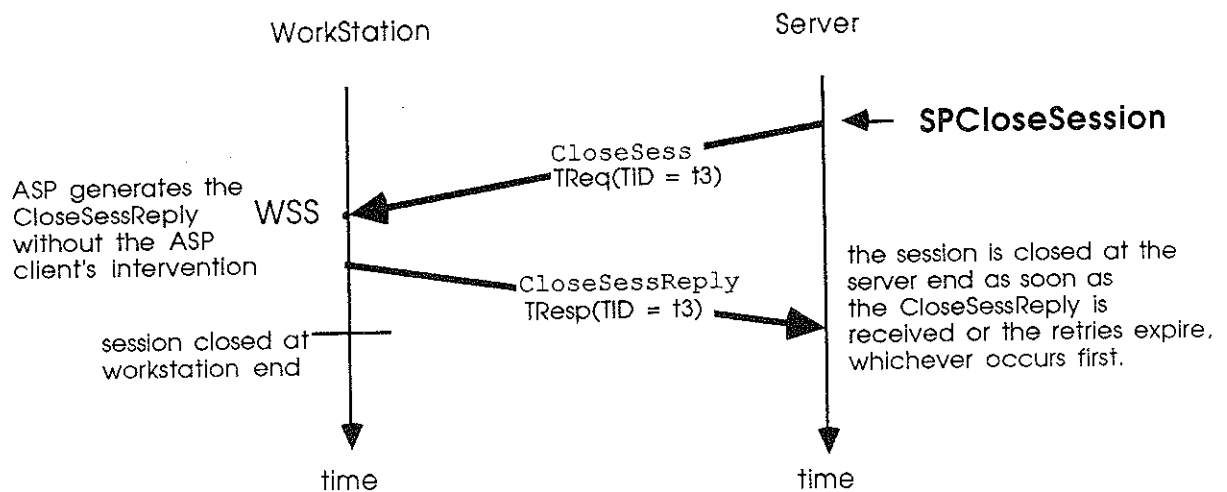 WorkStation
Server
SPCloseSession
CloseSess
TReq(TID = t3)
ASP generates the
CloseSessReply
without the ASP
client's intervention
WSS
the session is closed at the
server end as soon as
the CloseSessReply is
received or the retries expire,
whichever occurs first.
CloseSessReply
TResp(TID = t3)
session closed at
workstation end
time
time